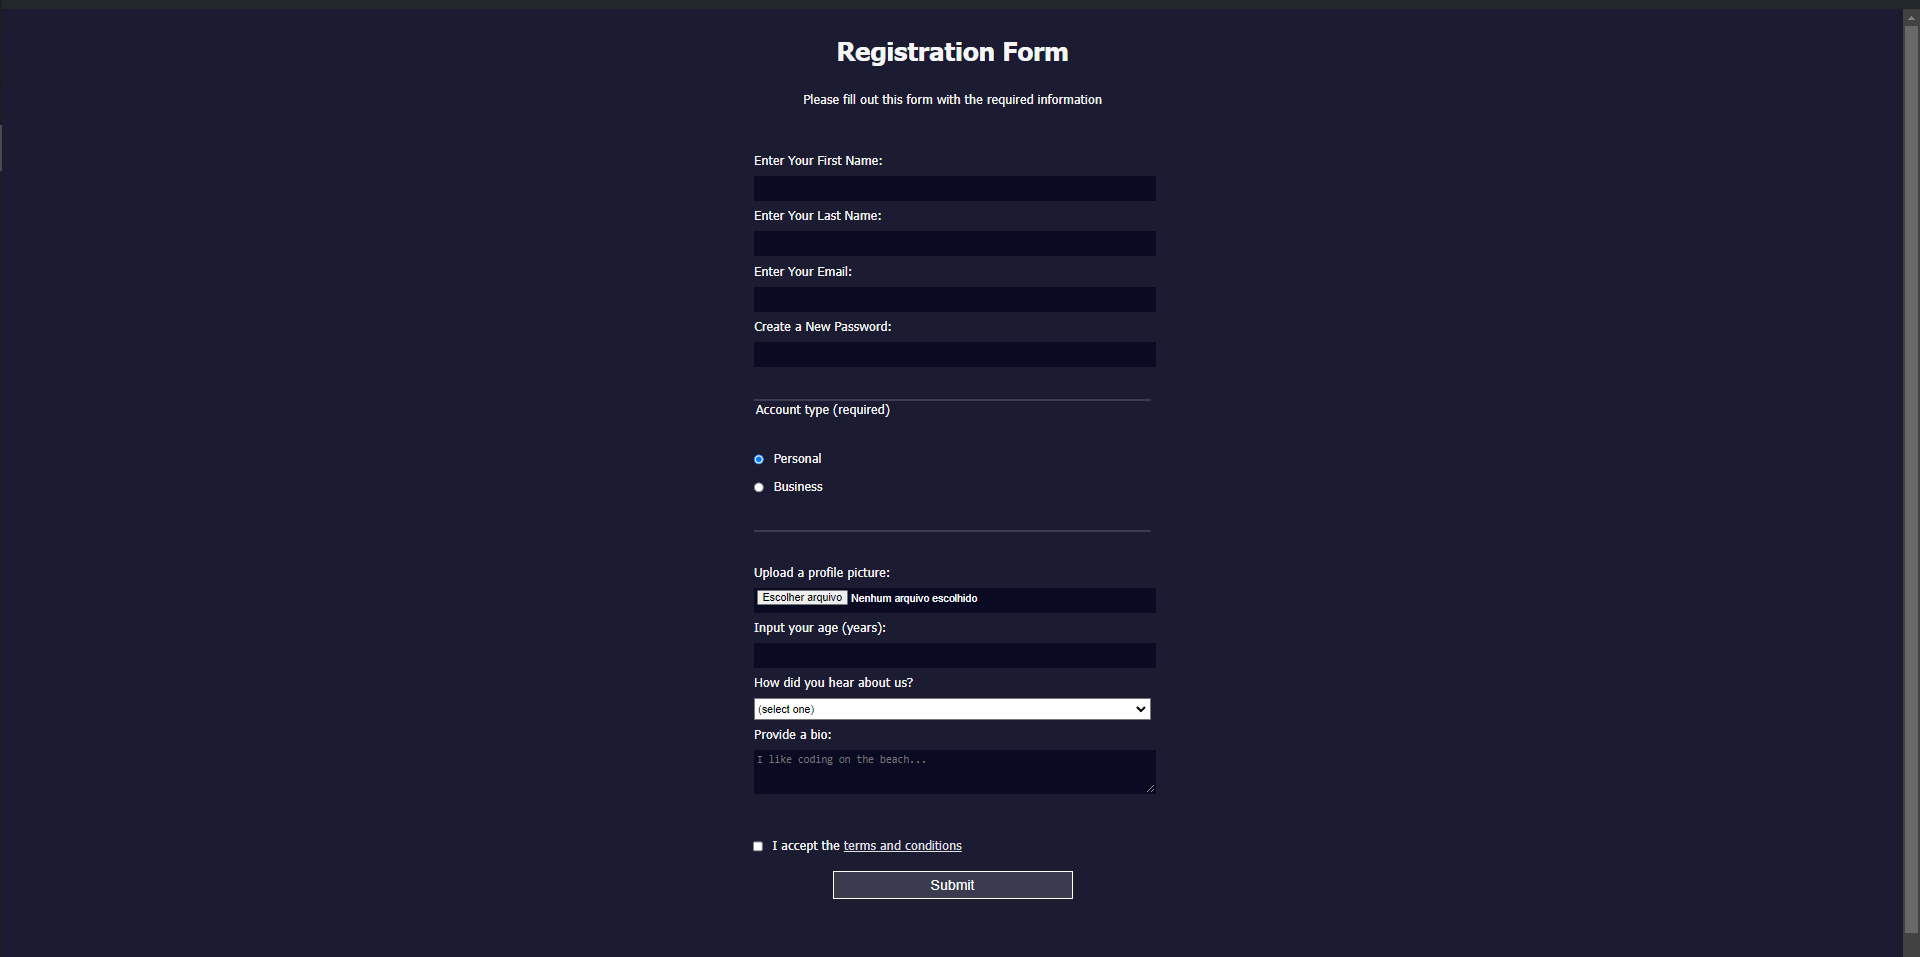 Registration Form
Please fill out this form with the required information
Enter Your First Name:
Enter Your Last Name:
Enter Your Email:
Create a New Password:
Account type (required)
Personal
Business
Upload a profile picture:
Escolher arquivo Nenhum arquivo escolhido
Input your age (years):
How did you hear about us?
(select one)
Provide a bio:
I like coding on the beach...
I accept the terms and conditions
Submit